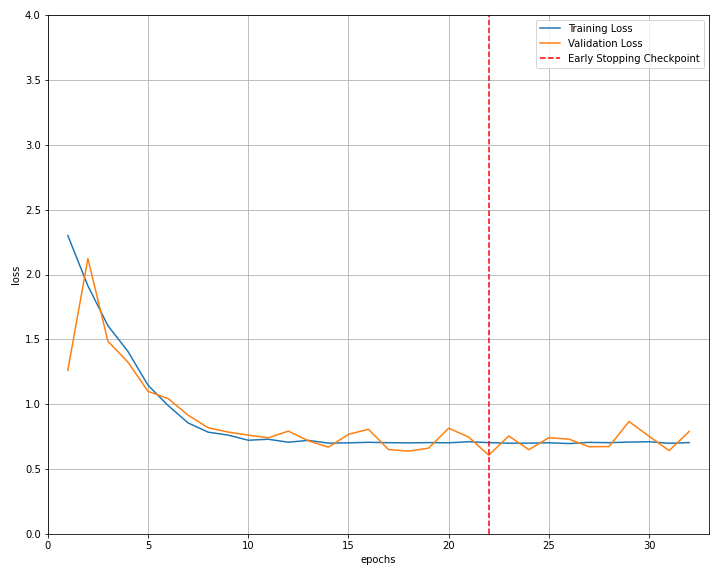 4.0
3.5
3.0
2.5
2.0
1.5
1.0
0.5
0.0
loss
Training Loss
Validation Loss
Early Stopping Checkpoint
0 5 10 15 20 25 30
epochs